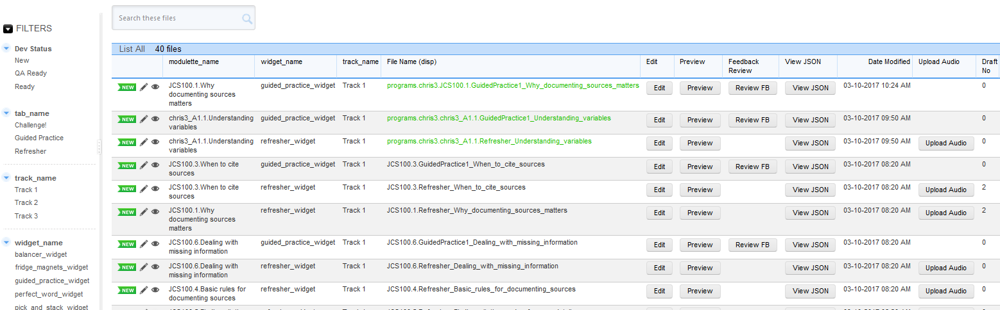 Search these files
FILTERS
Dev Status
New
QA Ready
Ready
tab_name
Challenge!
Guided Practice
Refresher
track_name
Track 1
Track 2
Track 3
widget_name
balancer_widget
fridge_magnets_widget
guided_practice_widget
perfect_word_widget
pick_and_stack_widget
List All 40 files
modulette_name widget_name track_name File Name (disp) Edit Preview Feedback Review View JSON Date Modified Upload Audio Draft No
NEW JCS100.1.Why documenting sources matters guided_practice_widget Track 1 programs.chris3.JCS100.1.GuidedPractice1_Why_documenting_sources_matters Edit Preview Review FB View JSON 03-10-2017 10:24 AM 0
NEW chris3_A1.1.Understanding variables guided_practice_widget Track 1 programs.chris3.chris3_A1.1.GuidedPractice1_Understanding_variables Edit Preview Review FB View JSON 03-10-2017 09:50 AM 0
NEW chris3_A1.1.Understanding variables refresher_widget Track 1 programs.chris3.chris3_A1.1.Refresher_Understanding_variables Edit Preview View JSON 03-10-2017 09:50 AM Upload Audio 0
NEW JCS100.3.When to cite sources guided_practice_widget Track 1 JCS100.3.GuidedPractice1_When_to_cite_sources Edit Preview Review FB View JSON 03-10-2017 08:20 AM 0
NEW JCS100.3.When to cite sources refresher_widget Track 1 JCS100.3.Refresher_When_to_cite_sources Edit Preview View JSON 03-10-2017 08:20 AM Upload Audio 2
NEW JCS100.1.Why documenting sources matters refresher_widget Track 1 JCS100.1.Refresher_Why_documenting_sources_matters Edit Preview View JSON 03-10-2017 08:20 AM Upload Audio 2
NEW JCS100.6.Dealing with missing information guided_practice_widget Track 1 JCS100.6.GuidedPractice1_Dealing_with_missing_information Edit Preview Review FB View JSON 03-10-2017 08:20 AM 0
NEW JCS100.6.Dealing with missing information refresher_widget Track 1 JCS100.6.Refresher_Dealing_with_missing_information Edit Preview View JSON 03-10-2017 08:20 AM Upload Audio 0
NEW JCS100.4.Basic rules for documenting sources refresher_widget Track 1 JCS100.4.Refresher_Basic_rules_for_documenting_sources Edit Preview View JSON 03-10-2017 08:20 AM Upload Audio 0